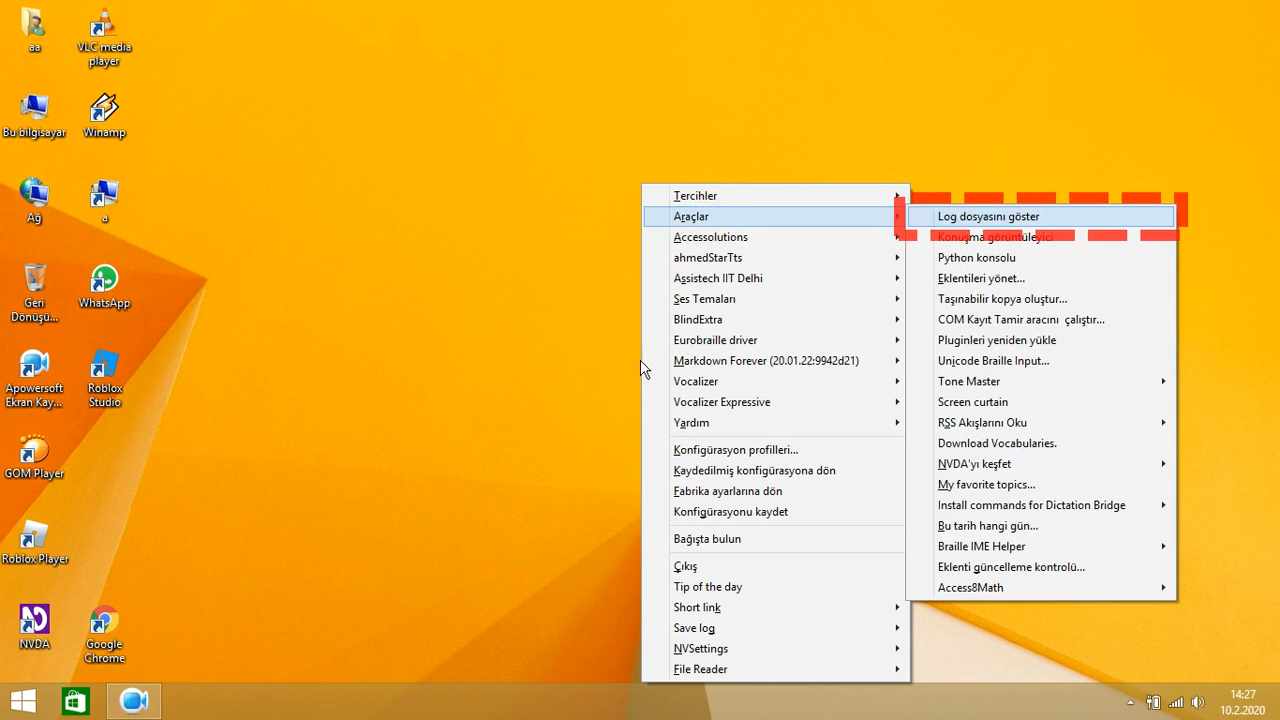 aa
VLC media
player
Bu bilgisayar
Winamp
Ağ
a
Geri
Dönüşü...
WhatsApp
Apowersoft
Ekran Kay...
Roblox
Studio
GOM Player
Roblox Player
NVDA
Google
Chrome
Tercihler
Araçlar
Accessolutions
ahmedStarTts
Assistech IIT Delhi
Ses Temaları
BlindExtra
Eurobraille driver
Markdown Forever (20.01.22:9942d21)
Vocalizer
Vocalizer Expressive
Yardım
Konfigürasyon profilleri...
Kaydedilmiş konfigürasyona dön
Fabrika ayarlarına dön
Konfigürasyonu kaydet
Bağışta bulun
Çıkış
Tip of the day
Short link
Save log
NVSettings
File Reader
Log dosyasını göster
Konuşma görüntüleyici
Python konsolu
Eklentileri yönet...
Taşınabilir kopya oluştur...
COM Kayıt Tamir aracını  çalıştır...
Pluginleri yeniden yükle
Unicode Braille Input...
Tone Master
Screen curtain
RSS Akışlarını Oku
Download Vocabularies.
NVDA'yı keşfet
My favorite topics...
Install commands for Dictation Bridge
Bu tarih hangi gün...
Braille IME Helper
Eklenti güncelleme kontrolü...
Access8Math
14:27
10.2.2020